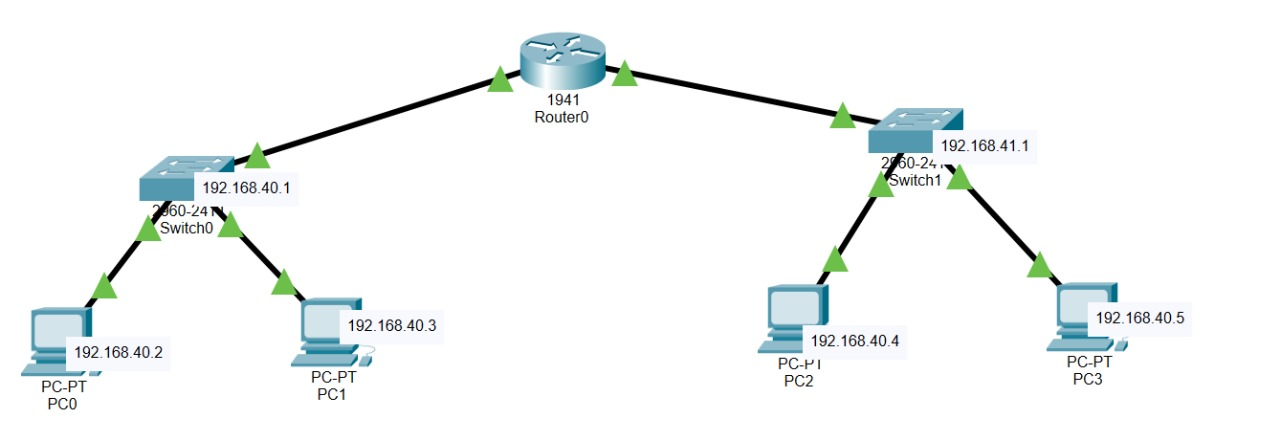 1941
Router0
192.168.40.1
Switch0
192.168.41.1
Switch1
192.168.40.2
PC-PT
PC0
192.168.40.3
PC-PT
PC1
192.168.40.4
PC-PT
PC2
192.168.40.5
PC-PT
PC3